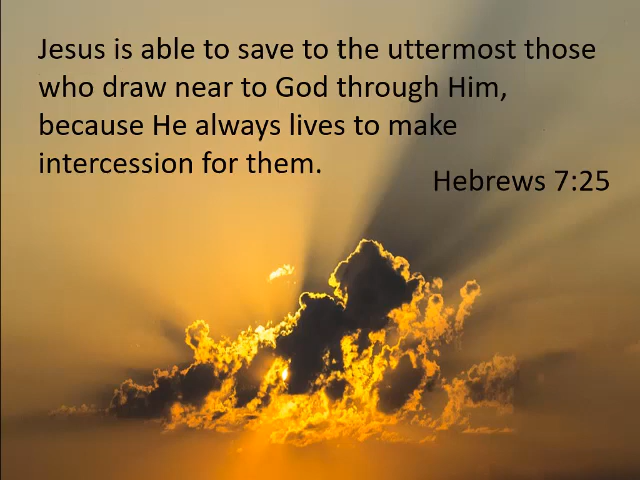 Jesus is able to save to the uttermost those
who draw near to God through Him,
because He always lives to make
intercession for them.
Hebrews 7:25